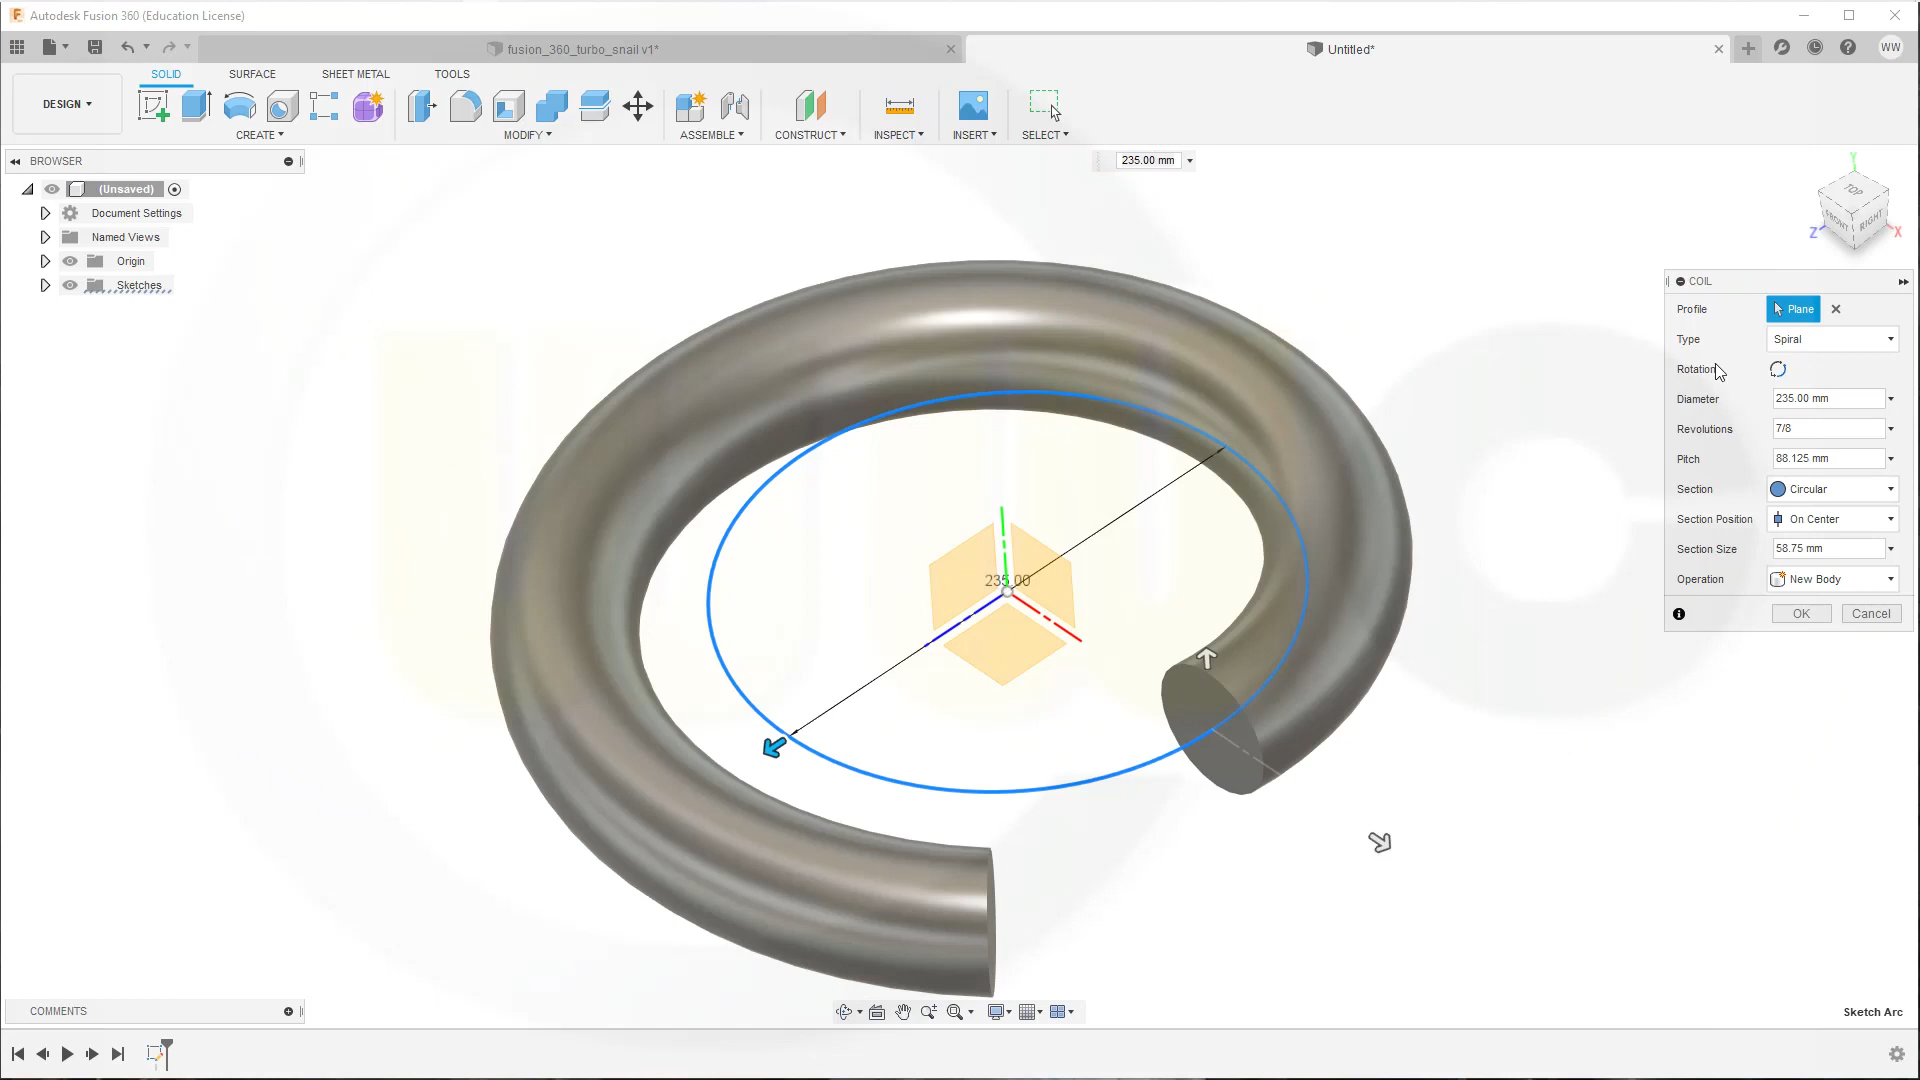 Autodesk Fusion 360 (Education License)
fusion_360_turbo_snail v1*
Untitled*
WW
DESIGN
SOLID
SURFACE
SHEET METAL
TOOLS
CREATE
MODIFY
ASSEMBLE
CONSTRUCT
INSPECT
INSERT
SELECT
BROWSER
(Unsaved)
Document Settings
Named Views
Origin
Sketches
235.00 mm
Y
TOP
FRONT
RIGHT
Z
X
COIL
Profile
Plane
Type
Spiral
Rotation
Diameter
235.00 mm
Revolutions
7/8
Pitch
88.125 mm
Section
Circular
Section Position
On Center
Section Size
58.75 mm
Operation
New Body
OK
Cancel
235.00
COMMENTS
Sketch Arc